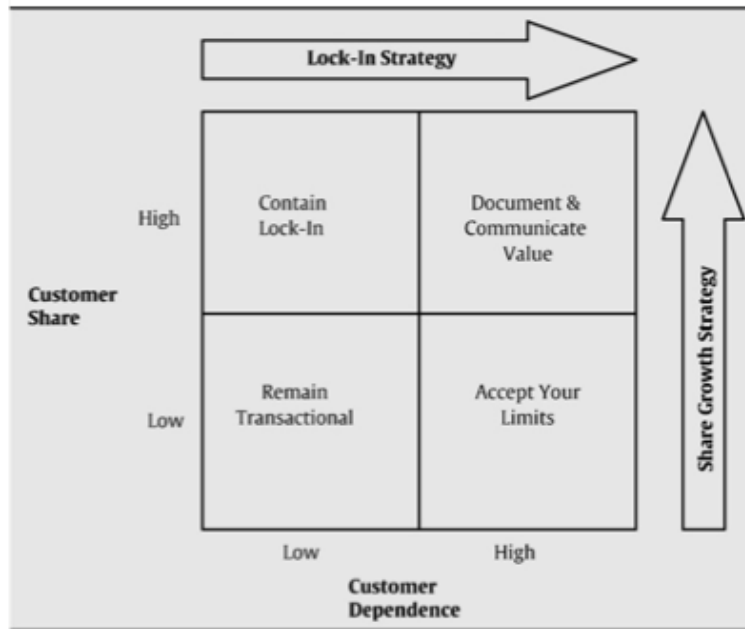 Lock-In Strategy
Contain
Lock-In
Document &
Communicate
Value
High
Customer
Share
Remain
Transactional
Accept Your
Limits
Low
Share Growth Strategy
Low
High
Customer
Dependence